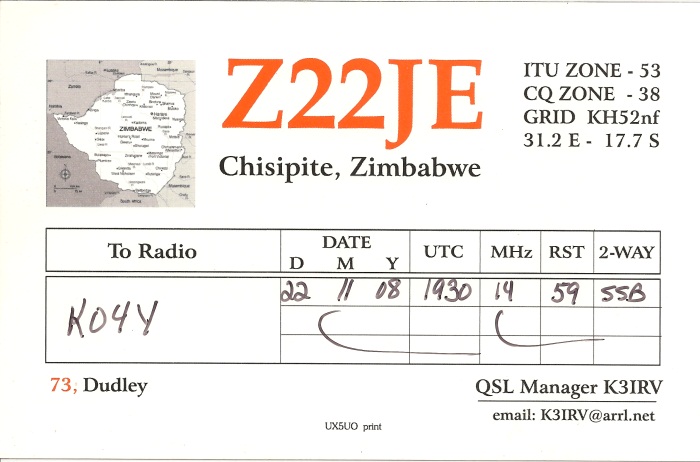 Z22JE
Chisipite, Zimbabwe
ITU ZONE - 53
CQ ZONE - 38
GRID KH52nf
31.2 E - 17.7 S
ZIMBABWE
To Radio DATE UTC MHz RST 2-WAY
D M Y
22 11 08 1930 14 59 SSB
KO4Y
73, Dudley
QSL Manager K3IRV
email: K3IRV@arrl.net
UX5UO print